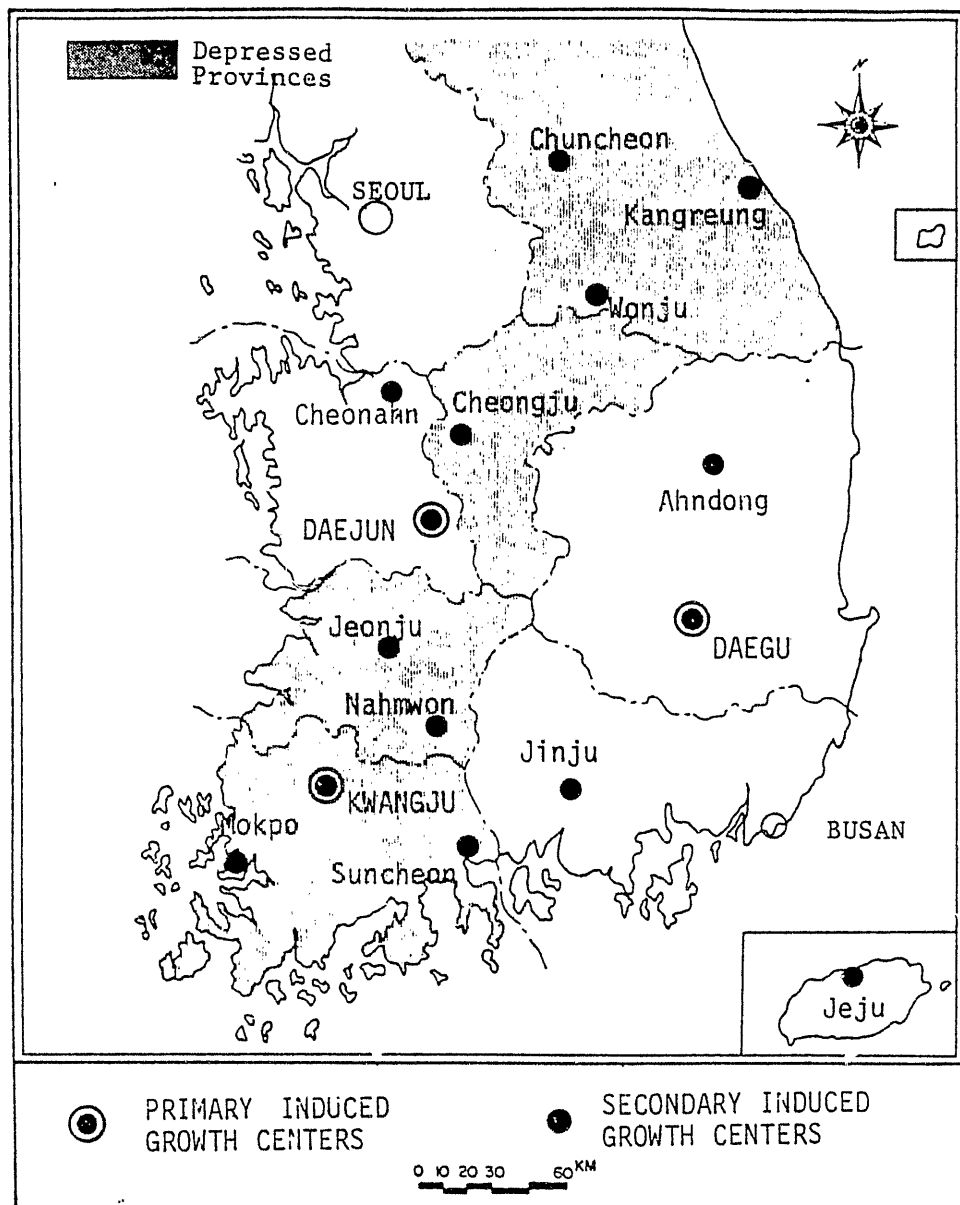 Depressed
Provinces
N
Chuncheon
SEOUL
Kangreung
Wonju
Cheonahn
Cheongju
Ahndong
DAEJUN
Jeonju
DAEGU
Nahmwon
Jinju
KWANGJU
Mokpo
BUSAN
Suncheon
Jeju
PRIMARY INDUCED
GROWTH CENTERS
SECONDARY INDUCED
GROWTH CENTERS
0 10 20 30 60 KM